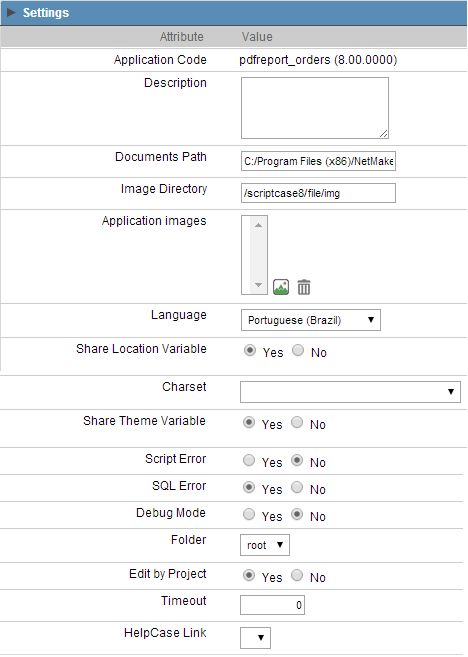 Settings
Attribute Value
Application Code pdfreport_orders (8.00.0000)
Description
Documents Path C:/Program Files (x86)/NetMake
Image Directory /scriptcase8/file/img
Application images
Language Portuguese (Brazil)
Share Location Variable Yes No
Charset
Share Theme Variable Yes No
Script Error Yes No
SQL Error Yes No
Debug Mode Yes No
Folder root
Edit by Project Yes No
Timeout 0
HelpCase Link